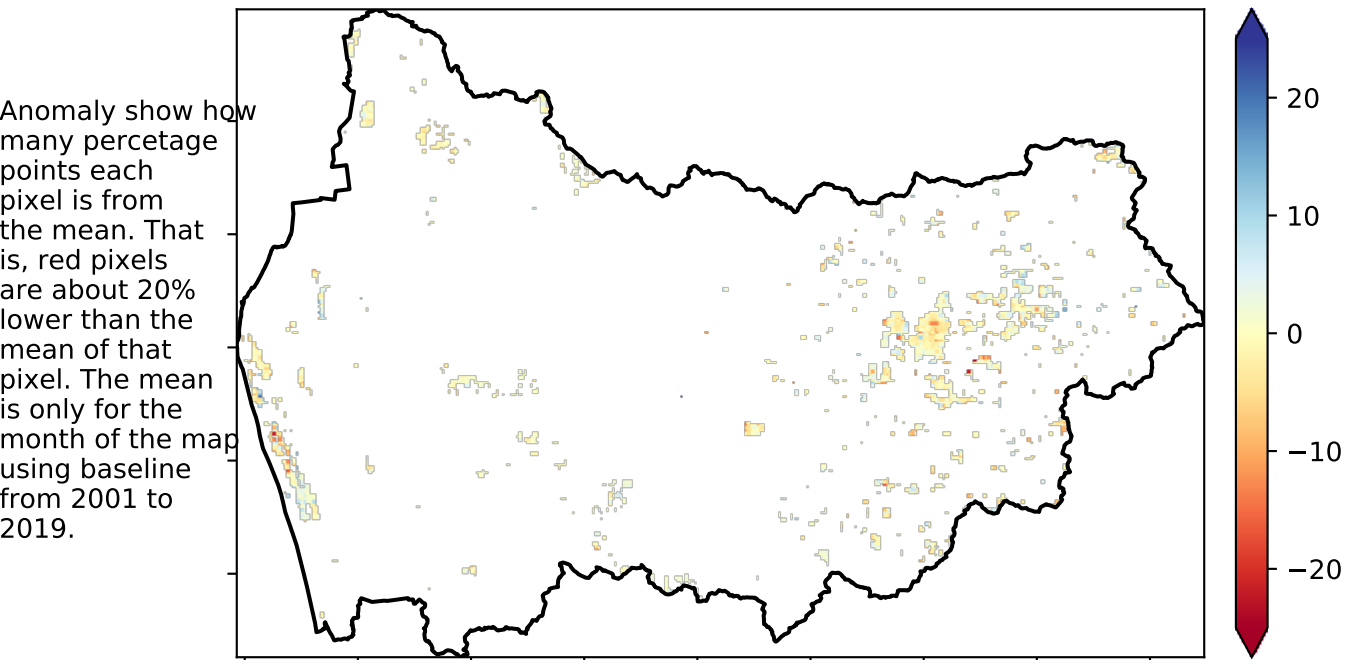 Anomaly show how
many percetage
points each
pixel is from
the mean. That
is, red pixels
are about 20%
lower than the
mean of that
pixel. The mean
is only for the
month of the map
using baseline
from 2001 to
2019.
20
10
0
−10
−20